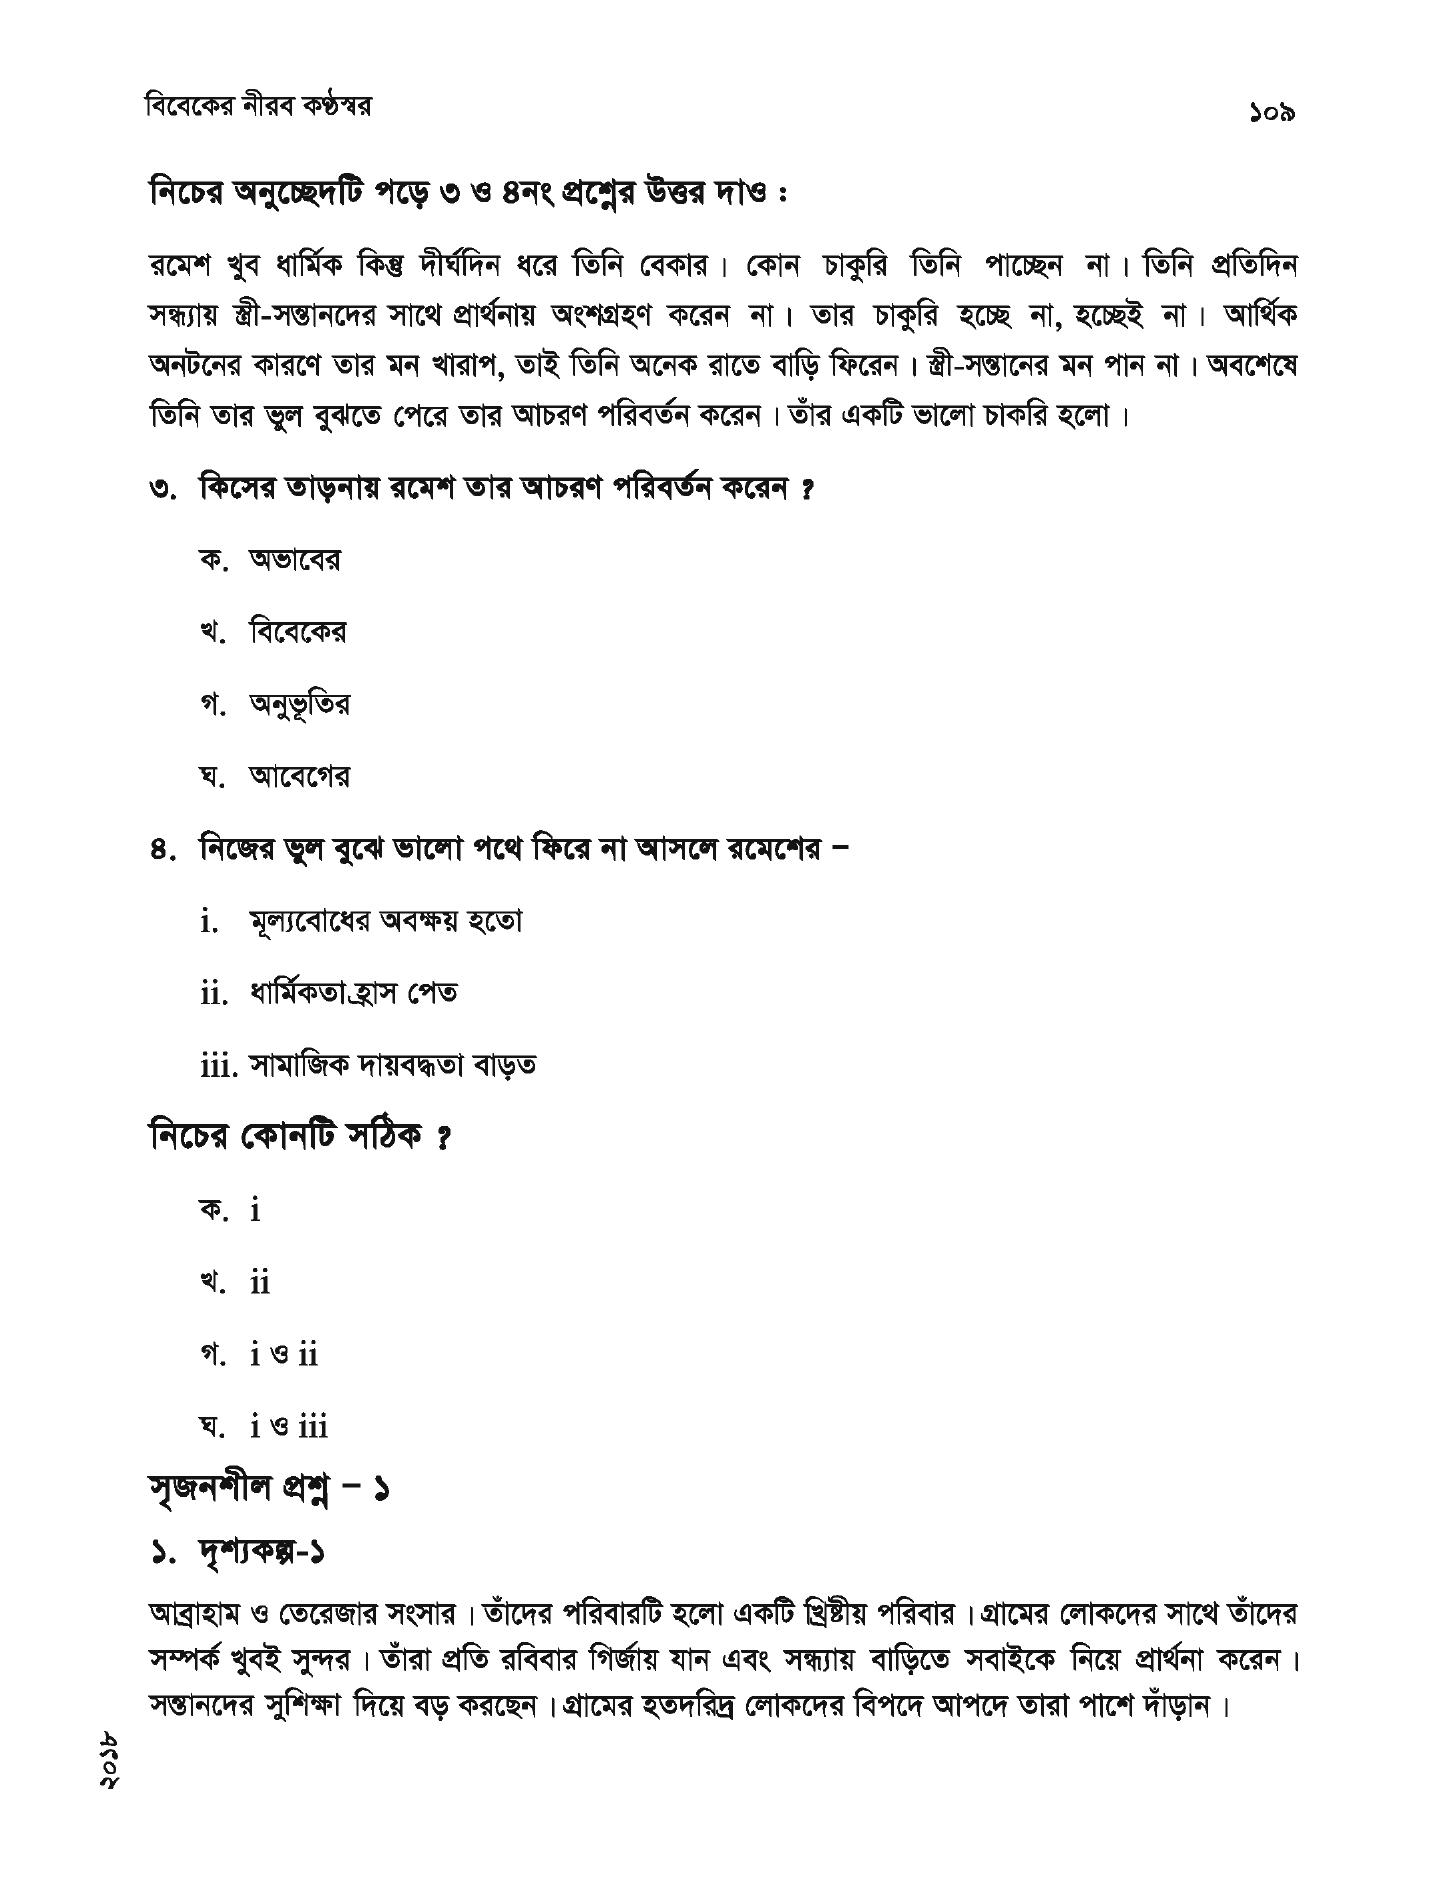 বিবেকের নীরব কণ্ঠস্বর
১০৯
নিচের অনুচ্ছেদটি পড়ে ৩ ও ৪নং প্রশ্নের উত্তর দাও :
রমেশ খুব ধার্মিক কিন্তু দীর্ঘদিন ধরে তিনি বেকার। কোন চাকুরি তিনি পাচ্ছেন না। তিনি প্রতিদিন
সন্ধ্যায় স্ত্রী-সন্তানদের সাথে প্রার্থনায় অংশগ্রহণ করেন না। তার চাকুরি হচ্ছে না, হচ্ছেই না। আর্থিক
অনটনের কারণে তার মন খারাপ, তাই তিনি অনেক রাতে বাড়ি ফিরেন। স্ত্রী-সন্তানের মন পান না। অবশেষে
তিনি তার ভুল বুঝতে পেরে তার আচরণ পরিবর্তন করেন। তাঁর একটি ভালো চাকরি হলো।
৩. কিসের তাড়নায় রমেশ তার আচরণ পরিবর্তন করেন ?
ক. অভাবের
খ. বিবেকের
গ. অনুভূতির
ঘ. আবেগের
৪. নিজের ভুল বুঝে ভালো পথে ফিরে না আসলে রমেশের –
i. মূল্যবোধের অবক্ষয় হতো
ii. ধার্মিকতা হ্রাস পেত
iii. সামাজিক দায়বদ্ধতা বাড়ত
নিচের কোনটি সঠিক ?
ক. i
খ. ii
গ. i ও ii
ঘ. i ও iii
সৃজনশীল প্রশ্ন – ১
১. দৃশ্যকল্প-১
আব্রাহাম ও তেরেজার সংসার। তাঁদের পরিবারটি হলো একটি খ্রিষ্টীয় পরিবার। গ্রামের লোকদের সাথে তাঁদের
সম্পর্ক খুবই সুন্দর। তাঁরা প্রতি রবিবার গির্জায় যান এবং সন্ধ্যায় বাড়িতে সবাইকে নিয়ে প্রার্থনা করেন।
সন্তানদের সুশিক্ষা দিয়ে বড় করছেন। গ্রামের হতদরিদ্র লোকদের বিপদে আপদে তারা পাশে দাঁড়ান।
২০১৮